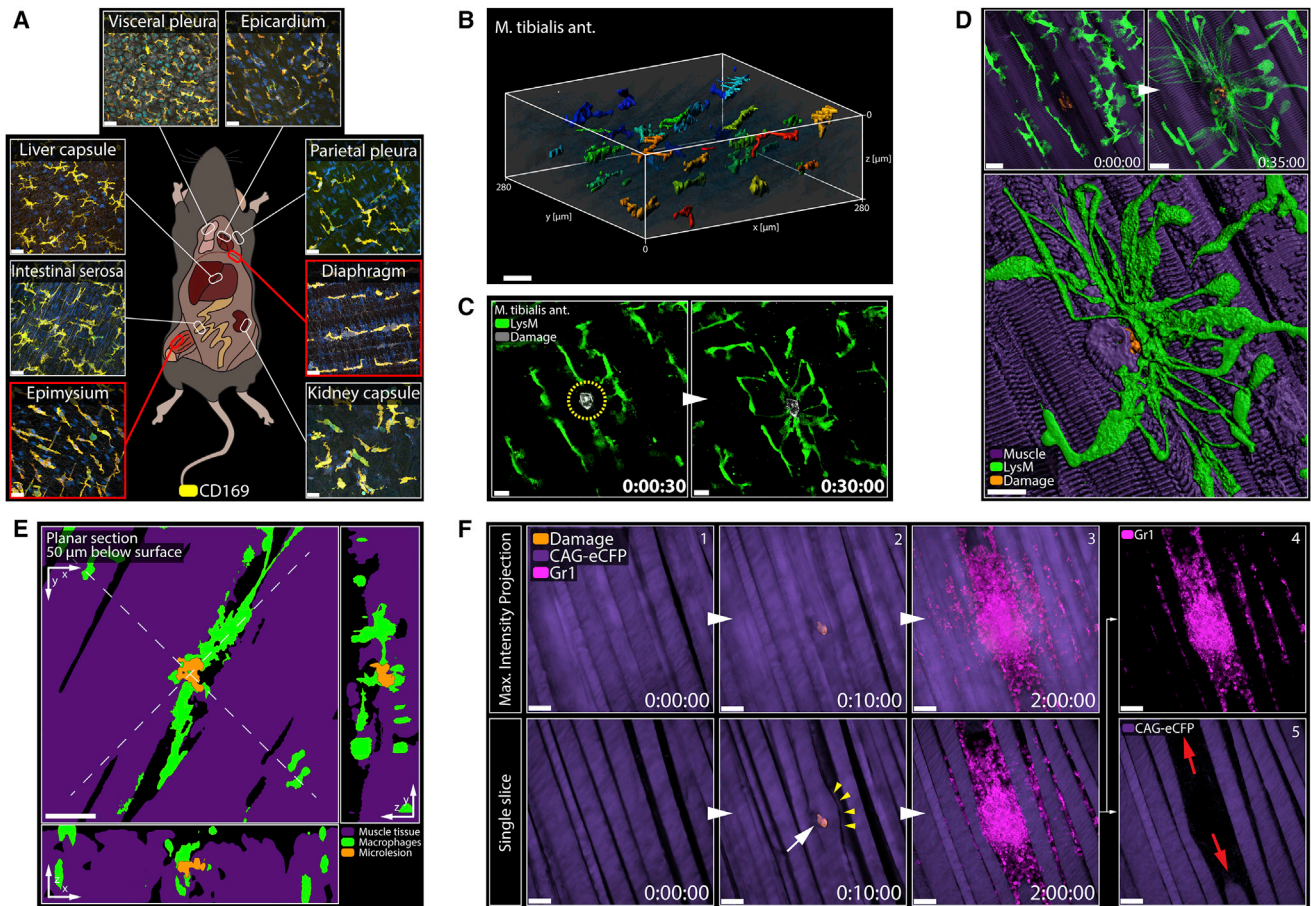 A
Visceral pleura
Epicardium
Liver capsule
Parietal pleura
Intestinal serosa
Diaphragm
Epimysium
Kidney capsule
CD169
B
M. tibialis ant.
0
z [µm]
280
280
y [µm]
x [µm]
0
C
M. tibialis ant.
LysM
Damage
0:00:30
0:30:00
D
0:00:00
0:35:00
Muscle
LysM
Damage
E
Planar section
50 µm below surface
x
y
y
z
z
x
Muscle tissue
Macrophages
Microlesion
F
Max. Intensity Projection
Damage
CAG-eCFP
Gr1
1
0:00:00
2
0:10:00
3
2:00:00
Gr1
4
Single slice
0:00:00
0:10:00
2:00:00
CAG-eCFP
5